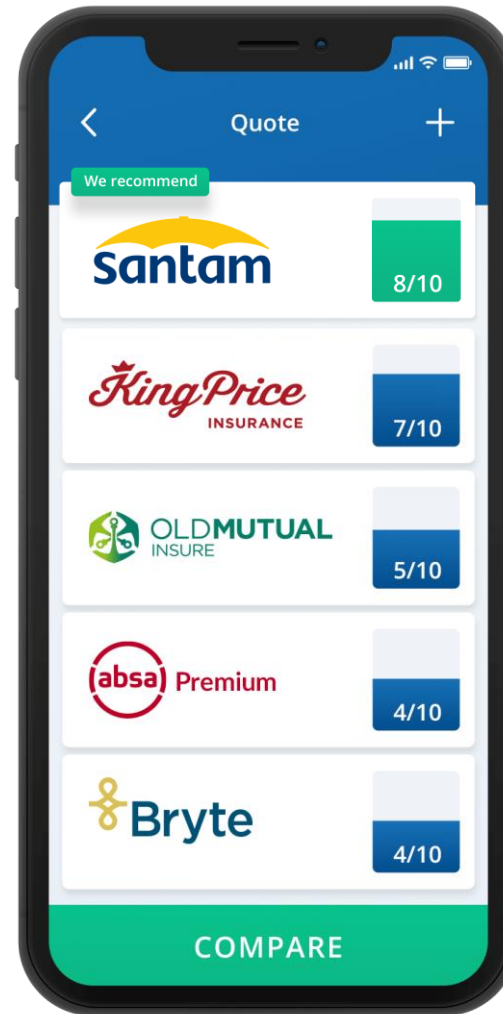 Quote
We recommend
santam
8/10
King Price
INSURANCE
7/10
OLDMUTUAL
INSURE
5/10
absa Premium
4/10
Bryte
4/10
COMPARE